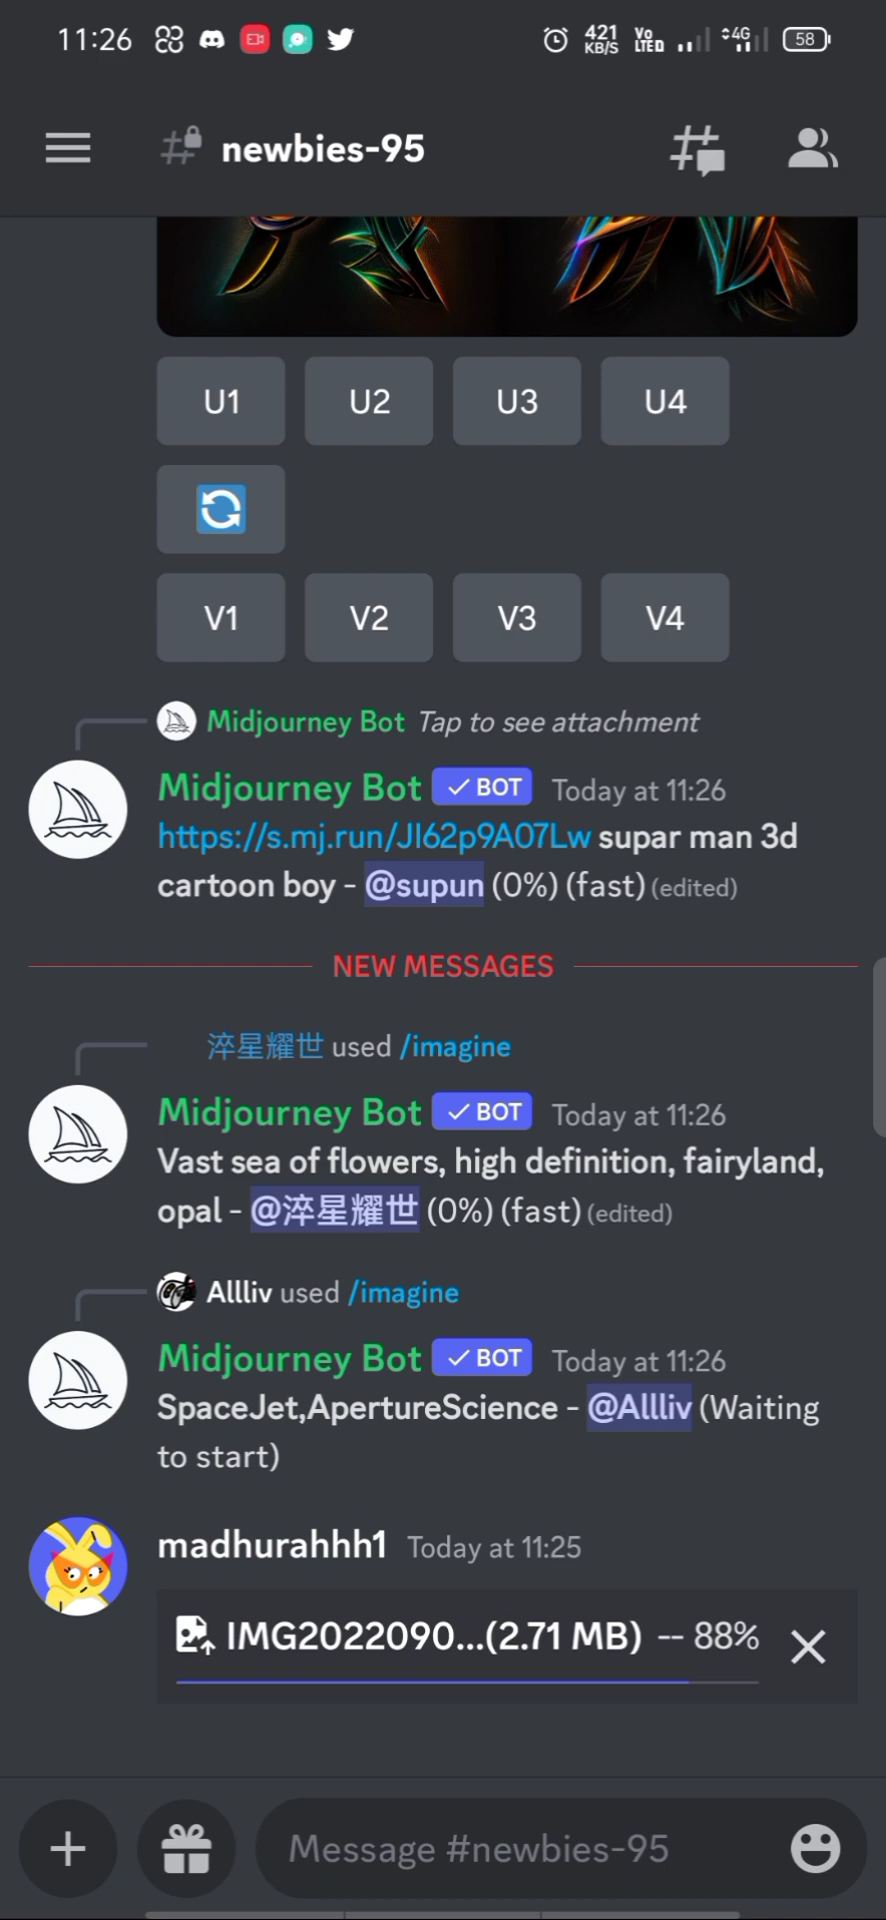 11:26
421
KB/S
Vo
LTED
4G
58
newbies-95
U1 U2 U3 U4
V1 V2 V3 V4
Midjourney Bot Tap to see attachment
Midjourney Bot ✓ BOT Today at 11:26
https://s.mj.run/JI62p9A07Lw supar man 3d
cartoon boy - @supun (0%) (fast) (edited)
NEW MESSAGES
淬星耀世 used /imagine
Midjourney Bot ✓ BOT Today at 11:26
Vast sea of flowers, high definition, fairyland,
opal - @淬星耀世 (0%) (fast) (edited)
Allliv used /imagine
Midjourney Bot ✓ BOT Today at 11:26
SpaceJet,ApertureScience - @Allliv (Waiting
to start)
madhurahhh1 Today at 11:25
IMG2022090...(2.71 MB) -- 88%
Message #newbies-95